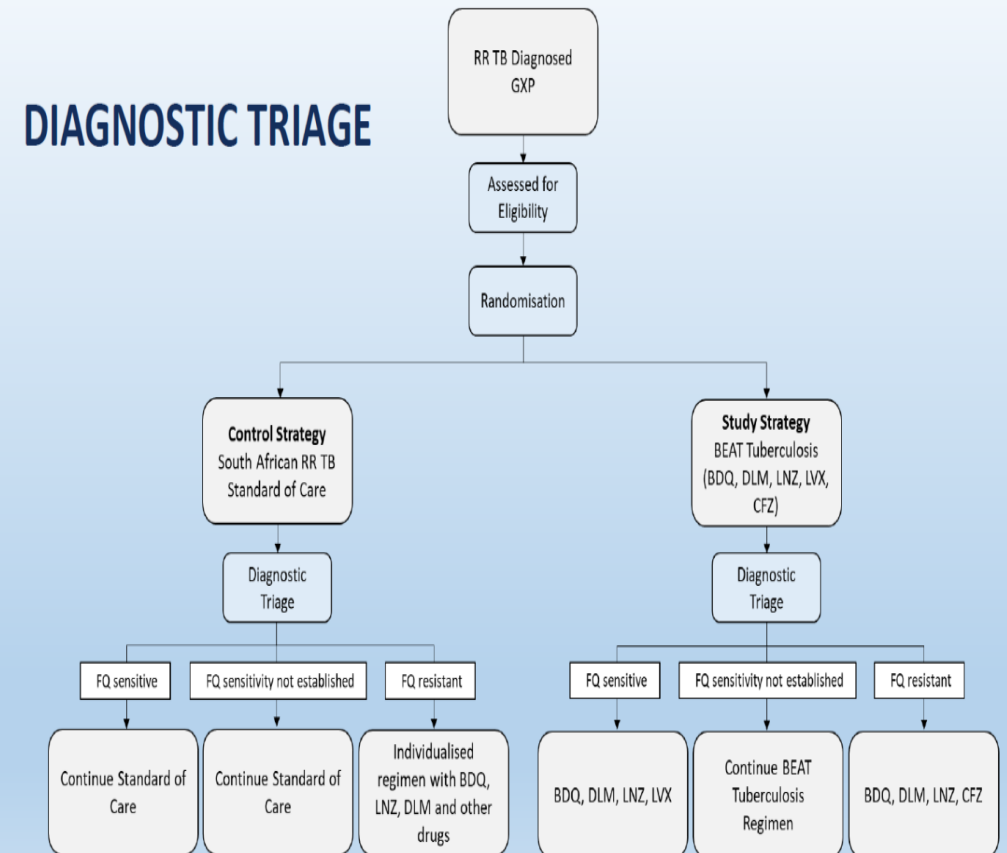 DIAGNOSTIC TRIAGE
RR TB Diagnosed
GXP
Assessed for
Eligibility
Randomisation
Control Strategy
South African RR TB
Standard of Care
Study Strategy
BEAT Tuberculosis
(BDQ, DLM, LNZ, LVX,
CFZ)
Diagnostic
Triage
Diagnostic
Triage
FQ sensitive
FQ sensitivity not established
FQ resistant
FQ sensitive
FQ sensitivity not established
FQ resistant
Continue Standard of
Care
Continue Standard of
Care
Individualised
regimen with BDQ,
LNZ, DLM and other
drugs
BDQ, DLM, LNZ, LVX
Continue BEAT
Tuberculosis
Regimen
BDQ, DLM, LNZ, CFZ